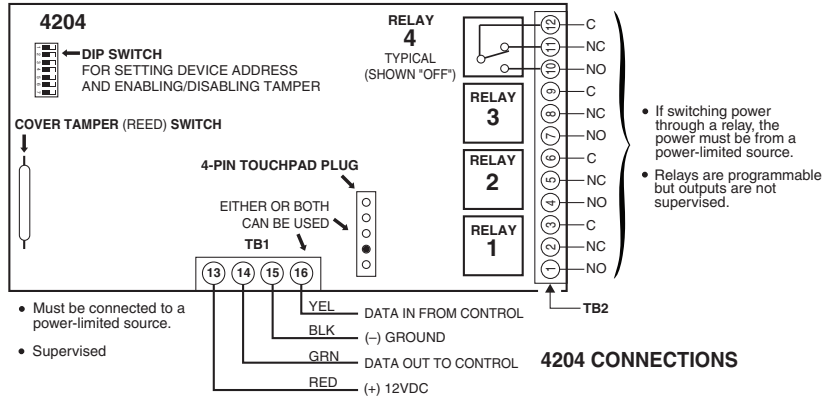 4204
DIP SWITCH
FOR SETTING DEVICE ADDRESS
AND ENABLING/DISABLING TAMPER
COVER TAMPER (REED) SWITCH
4-PIN TOUCHPAD PLUG
EITHER OR BOTH
CAN BE USED
TB1
13 14 15 16
RELAY
4
TYPICAL
(SHOWN "OFF")
RELAY
3
RELAY
2
RELAY
1
12 C
11 NC
10 NO
9 C
8 NC
7 NO
6 C
5 NC
4 NO
3 C
2 NC
1 NO
TB2
• If switching power
through a relay, the
power must be from a
power-limited source.
• Relays are programmable
but outputs are not
supervised.
• Must be connected to a
power-limited source.
• Supervised
YEL DATA IN FROM CONTROL
BLK (–) GROUND
GRN DATA OUT TO CONTROL
RED (+) 12VDC
4204 CONNECTIONS